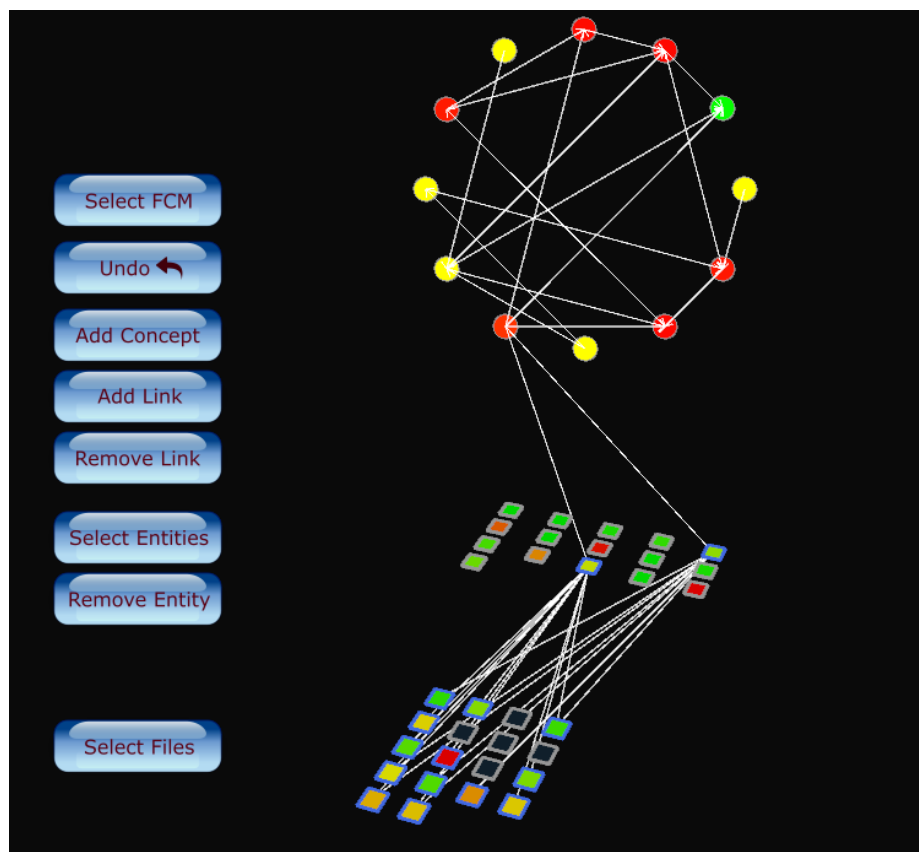 Select FCM
Undo
Add Concept
Add Link
Remove Link
Select Entities
Remove Entity
Select Files